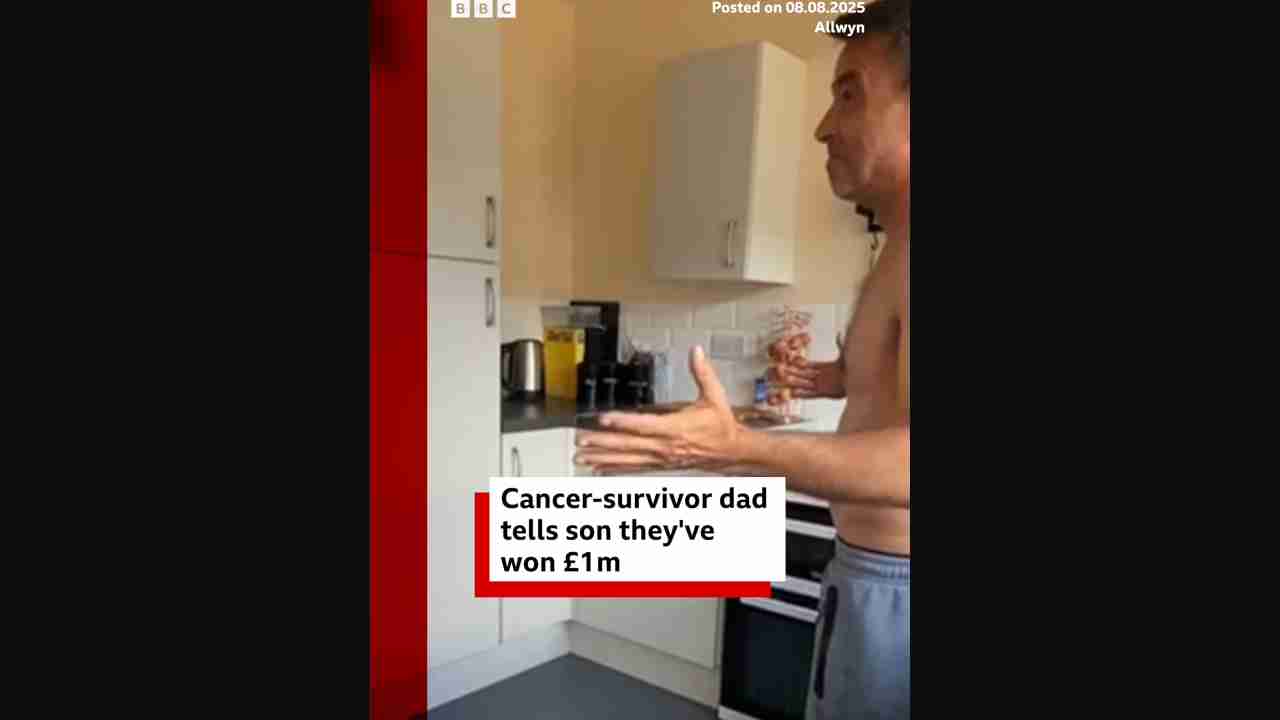 BBC
Posted on 08.08.2025
Allwyn
Cancer-survivor dad
tells son they've
won £1m